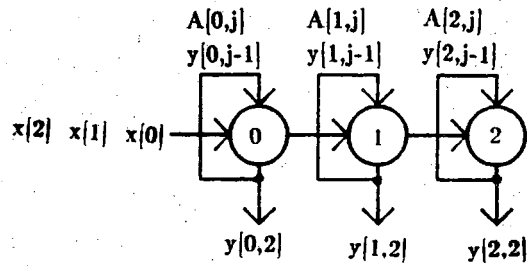 A[0,j] A[1,j] A[2,j]
y[0,j-1] y[1,j-1] y[2,j-1]
x[2] x[1] x[0] 0 1 2
y[0,2] y[1,2] y[2,2]